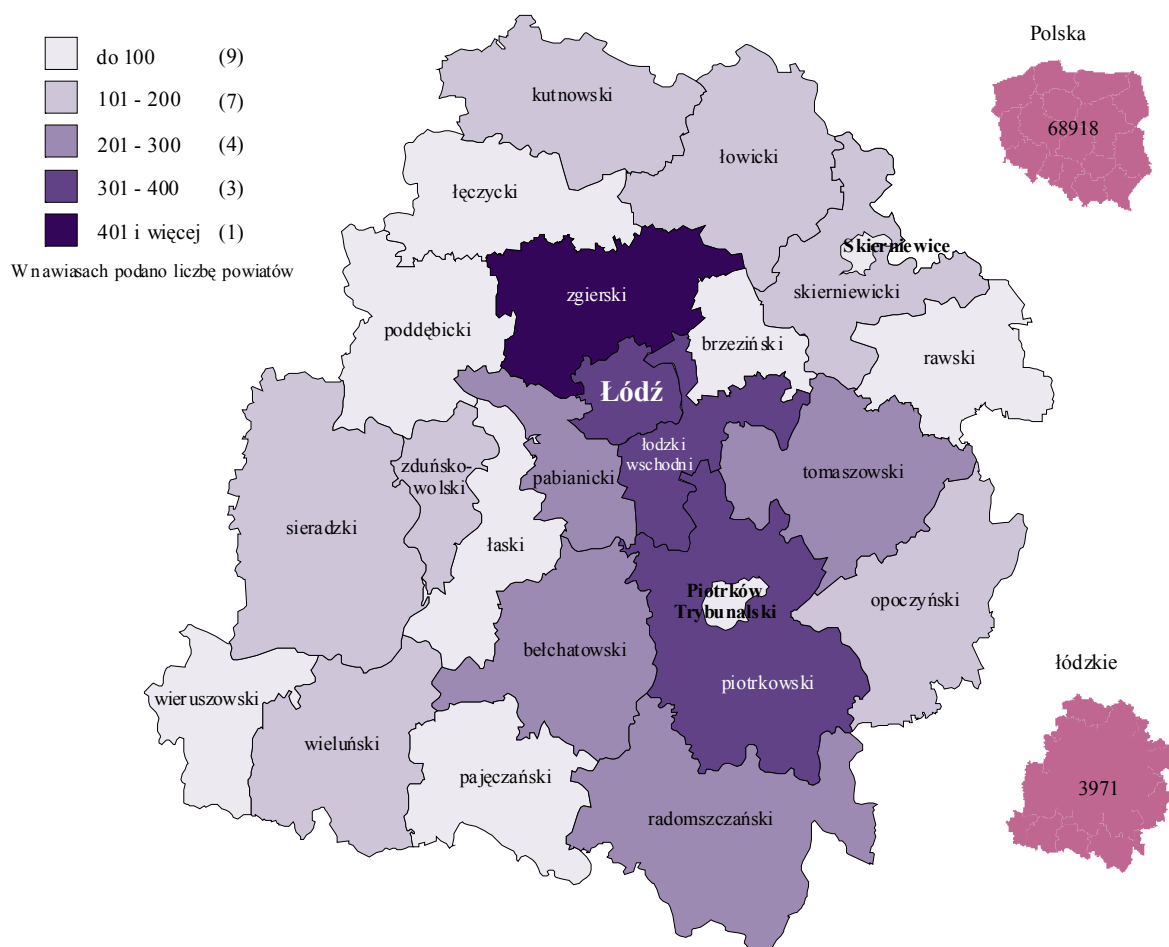 do 100 (9)
101 - 200 (7)
201 - 300 (4)
301 - 400 (3)
401 i więcej (1)
W nawiasach podano liczbę powiatów
Polska
68918
kutnowski
łowicki
łęczycki
Skierniewice
skierniewicki
zgierski
poddębicki
brzeziński
rawski
Łódź
łodzki
wschodni
zduńsko-
wolski
pabianicki
tomaszowski
sieradzki
łaski
Piotrków
Trybunalski
opoczyński
bełchatowski
piotrkowski
wieruszowski
wieluński
pajęczański
radomszczański
łódzkie
3971